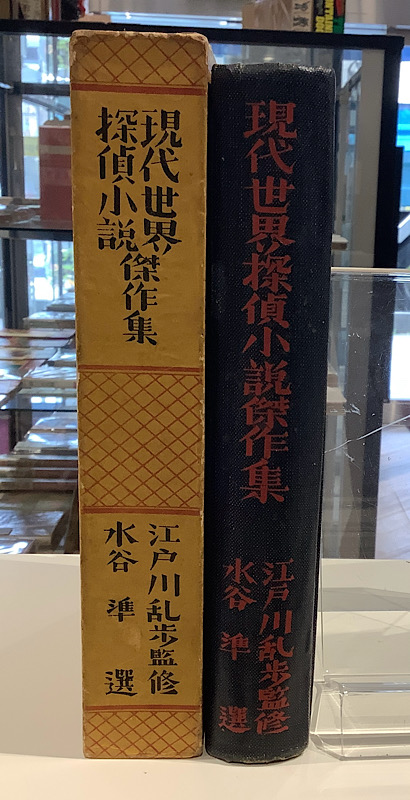 現代世界
探偵小説
傑作集
江戸川乱歩監修
水谷 準 選
現代世界探偵小説傑作集
江戸川乱歩監修
水谷 準 選